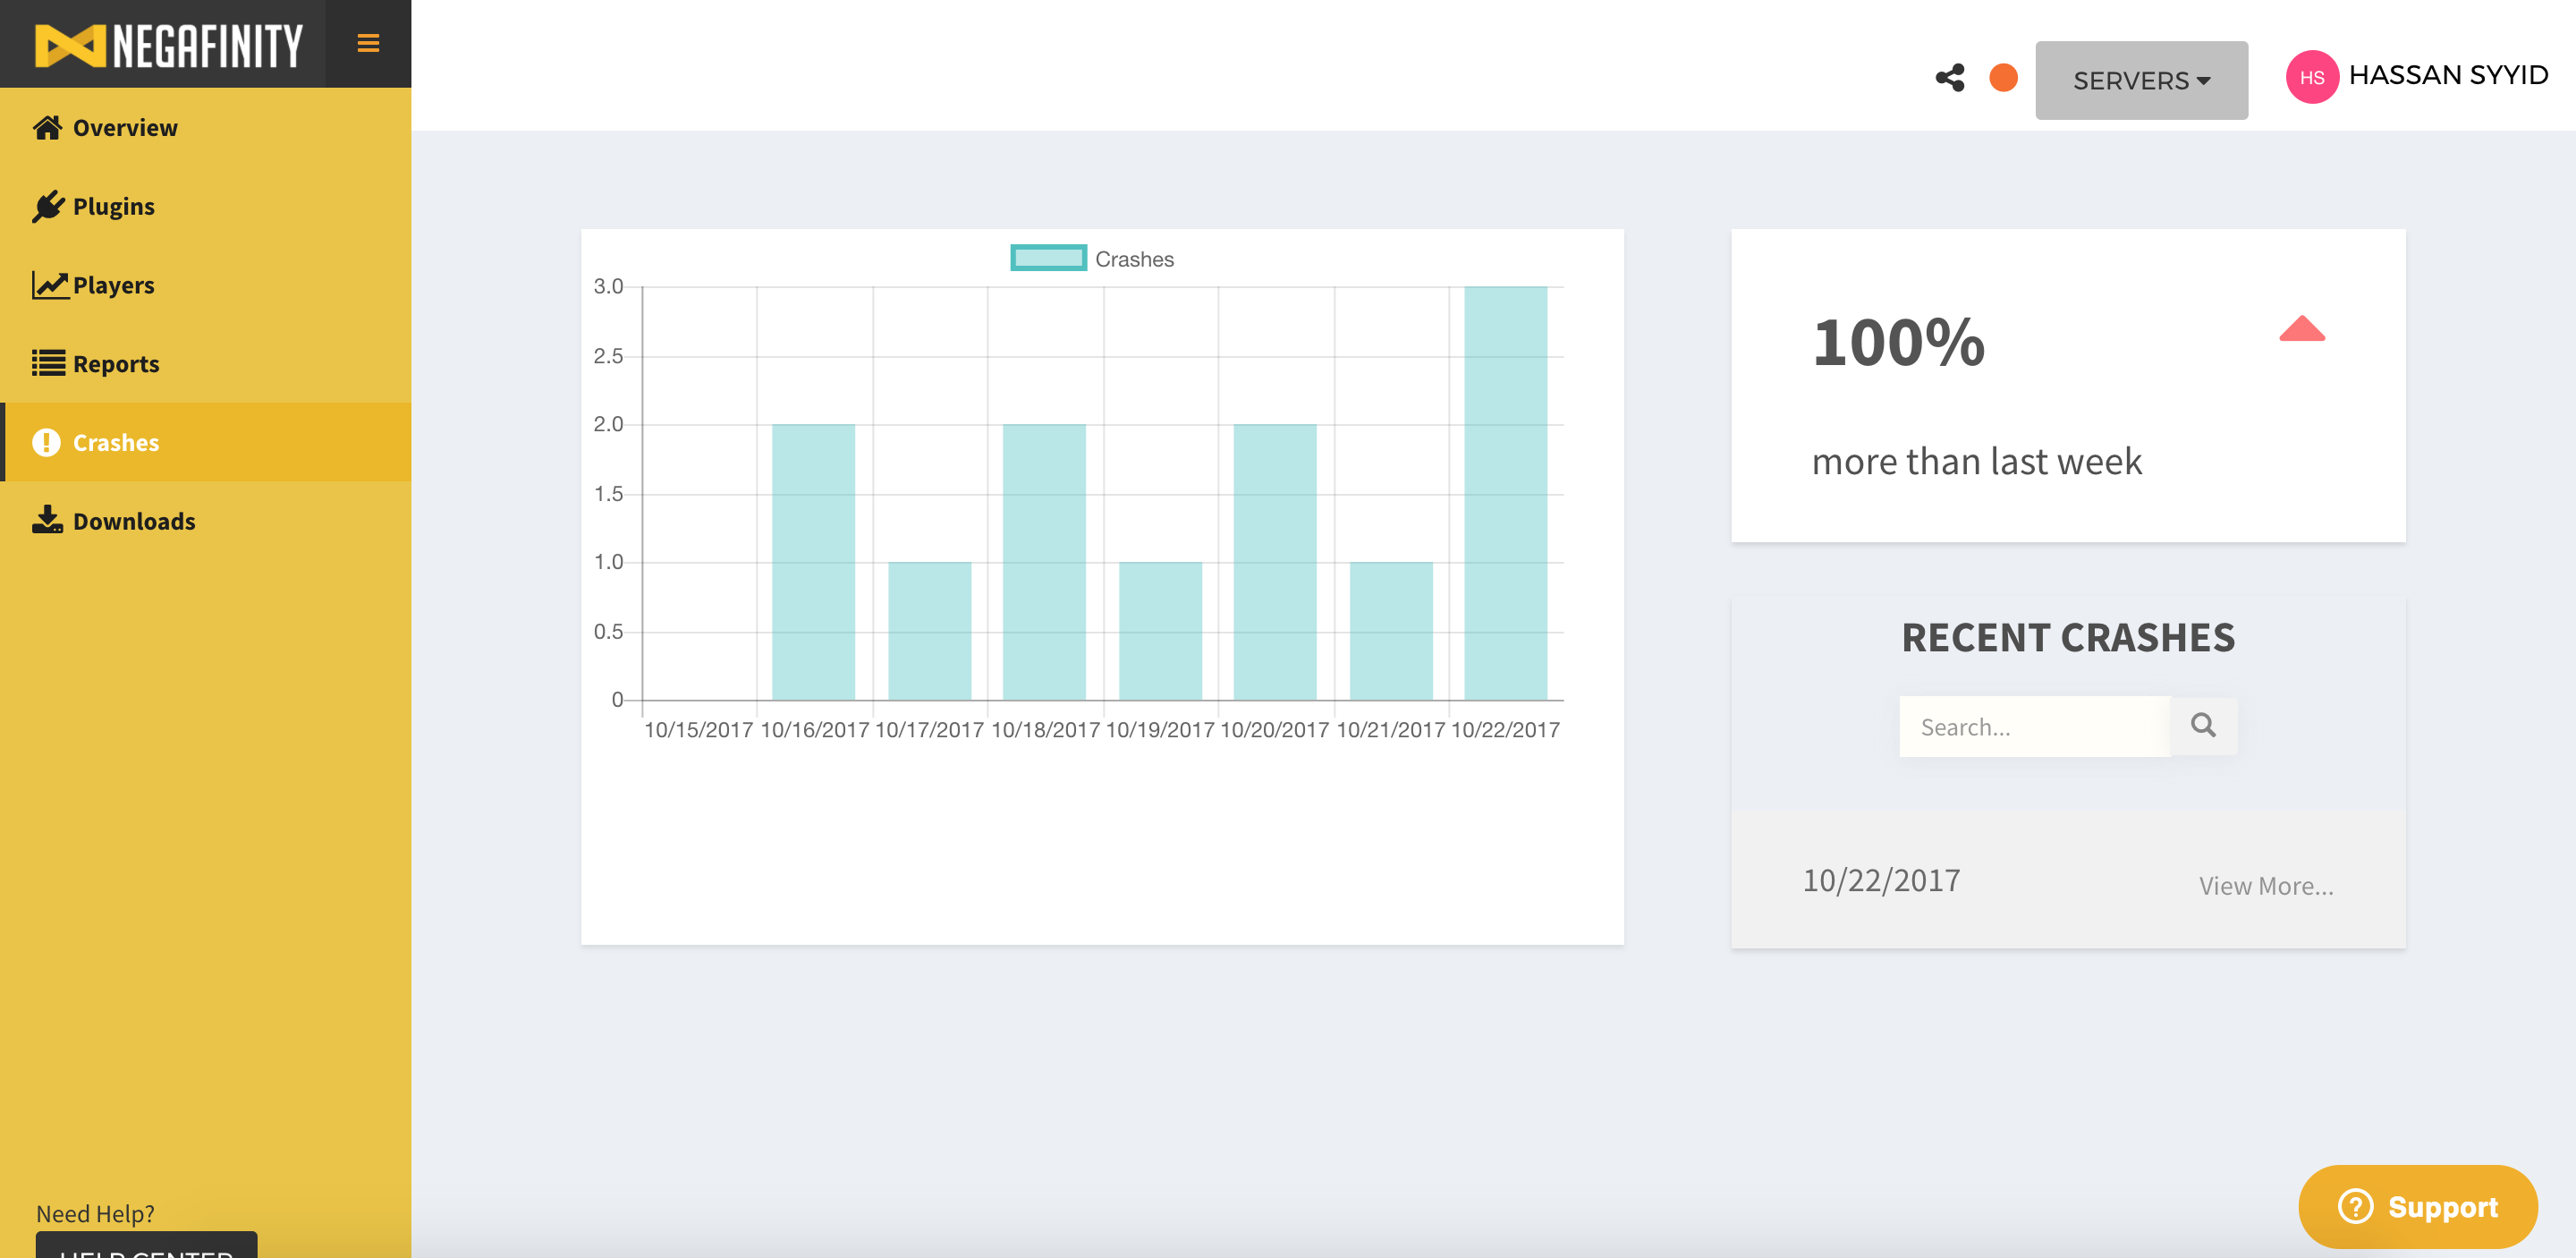 NEGAFINITY
SERVERS
HS
HASSAN SYYID
Overview
Plugins
Players
Reports
Crashes
Downloads
Need Help?
HELP CENTER
Crashes
3.0
2.5
2.0
1.5
1.0
0.5
0
10/15/2017 10/16/2017 10/17/2017 10/18/2017 10/19/2017 10/20/2017 10/21/2017 10/22/2017
100%
more than last week
RECENT CRASHES
Search...
10/22/2017
View More...
Support